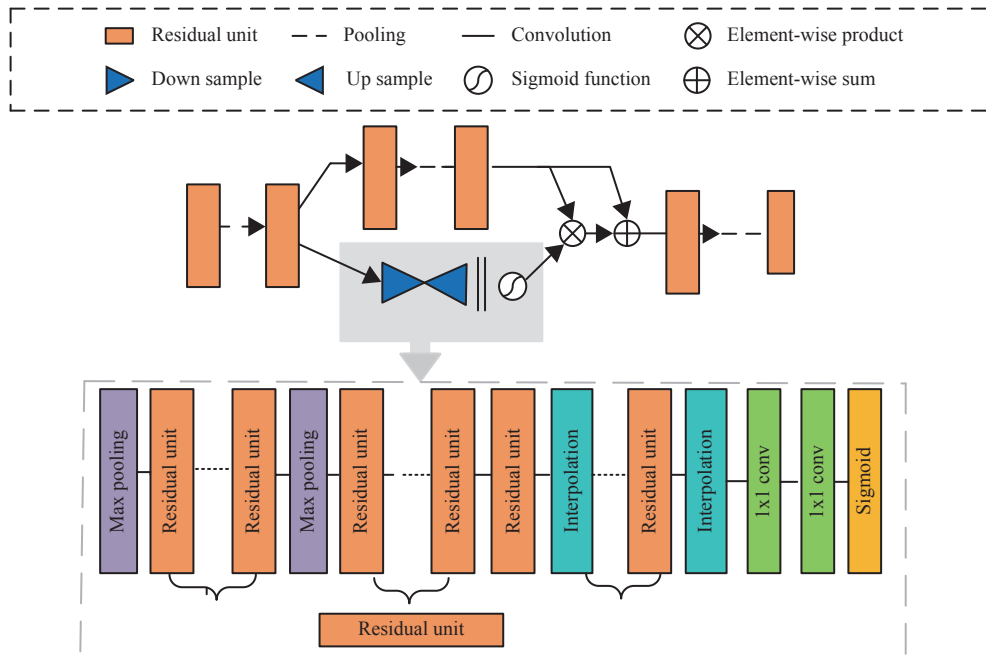 Residual unit
Pooling
Convolution
Element-wise product
Down sample
Up sample
Sigmoid function
Element-wise sum
Max pooling
Residual unit
Residual unit
Max pooling
Residual unit
Residual unit
Residual unit
Interpolation
Residual unit
Interpolation
1x1 conv
1x1 conv
Sigmoid
Residual unit